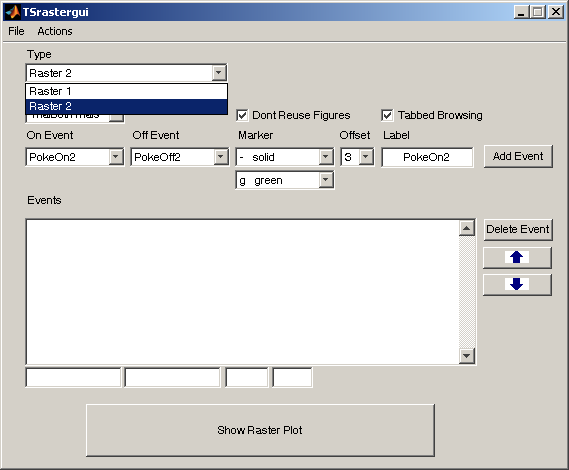 TSrastergui
File Actions
Type
Raster 2
Raster 1
Raster 2
Dont Reuse Figures Tabbed Browsing
On Event Off Event Marker Offset Label
PokeOn2 PokeOff2 - solid 3 PokeOn2 Add Event
g green
Events
Delete Event
Show Raster Plot